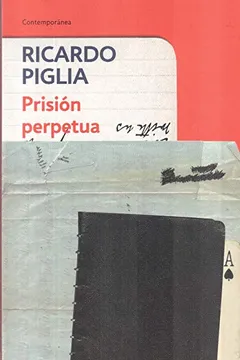 Contemporánea
RICARDO
PIGLIA
Prisión
perpetua
A